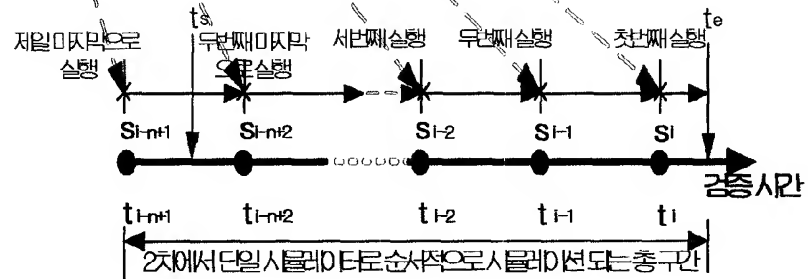 ts te
제일 마지막으로 실행 두번째 마지막으로 실행 세번째 실행 두번째 실행 첫번째 실행
Si-n+1 Si-n+2 Si-2 Si-1 Si
검증 시간
ti-n+1 ti-n+2 ti-2 ti-1 ti
2차에서 단일 시뮬레이터로 순서적으로 시뮬레이션 되는 총 구간